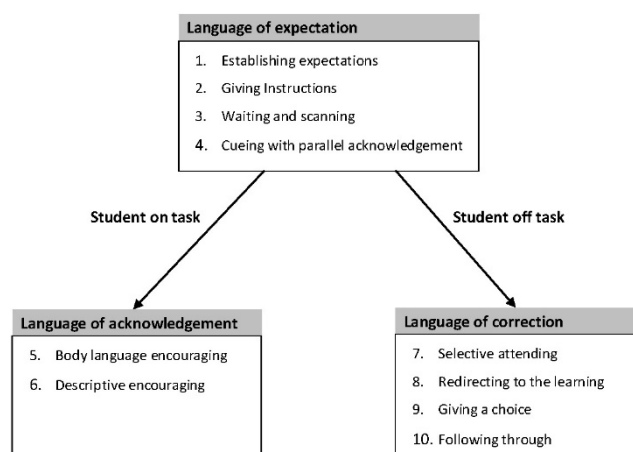 Language of expectation
1. Establishing expectations
2. Giving Instructions
3. Waiting and scanning
4. Cueing with parallel acknowledgement
Student on task
Student off task
Language of acknowledgement
5. Body language encouraging
6. Descriptive encouraging
Language of correction
7. Selective attending
8. Redirecting to the learning
9. Giving a choice
10. Following through